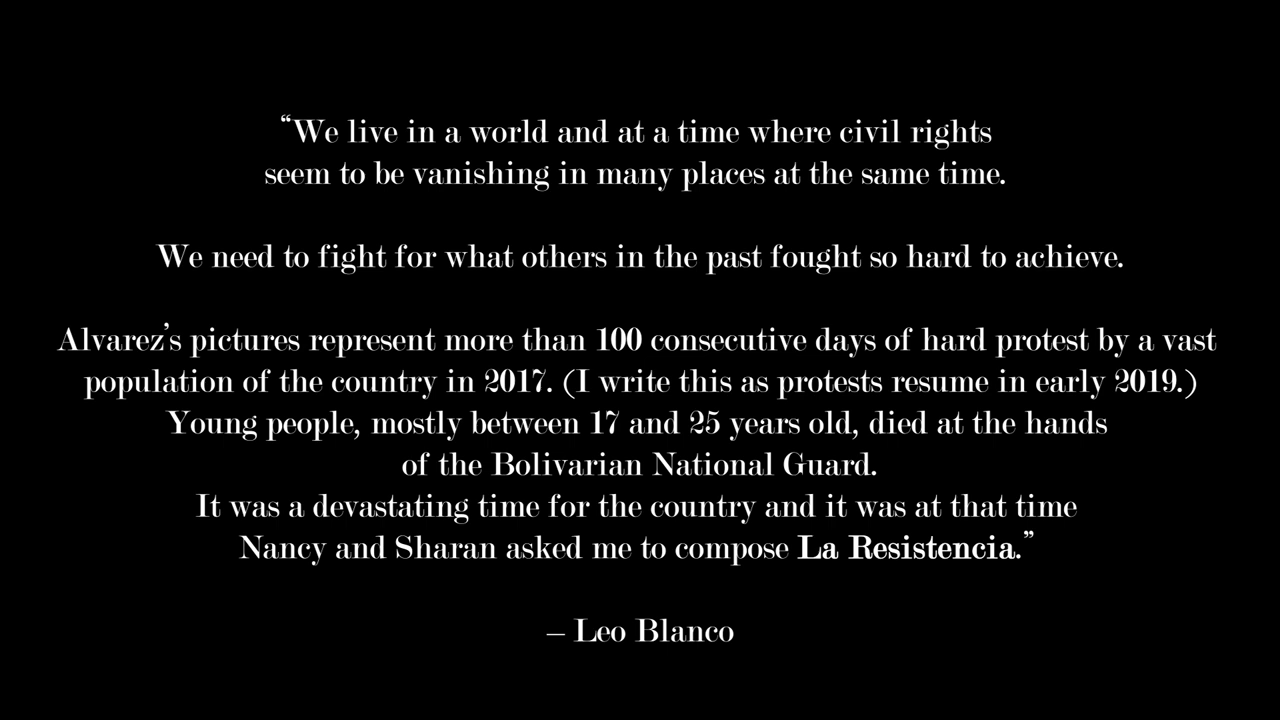 “We live in a world and at a time where civil rights
seem to be vanishing in many places at the same time.
We need to fight for what others in the past fought so hard to achieve.
Alvarez’s pictures represent more than 100 consecutive days of hard protest by a vast
population of the country in 2017. (I write this as protests resume in early 2019.)
Young people, mostly between 17 and 25 years old, died at the hands
of the Bolivarian National Guard.
It was a devastating time for the country and it was at that time
Nancy and Sharan asked me to compose La Resistencia.”
– Leo Blanco